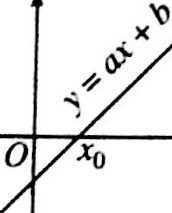 y = ax + b
O
x₀